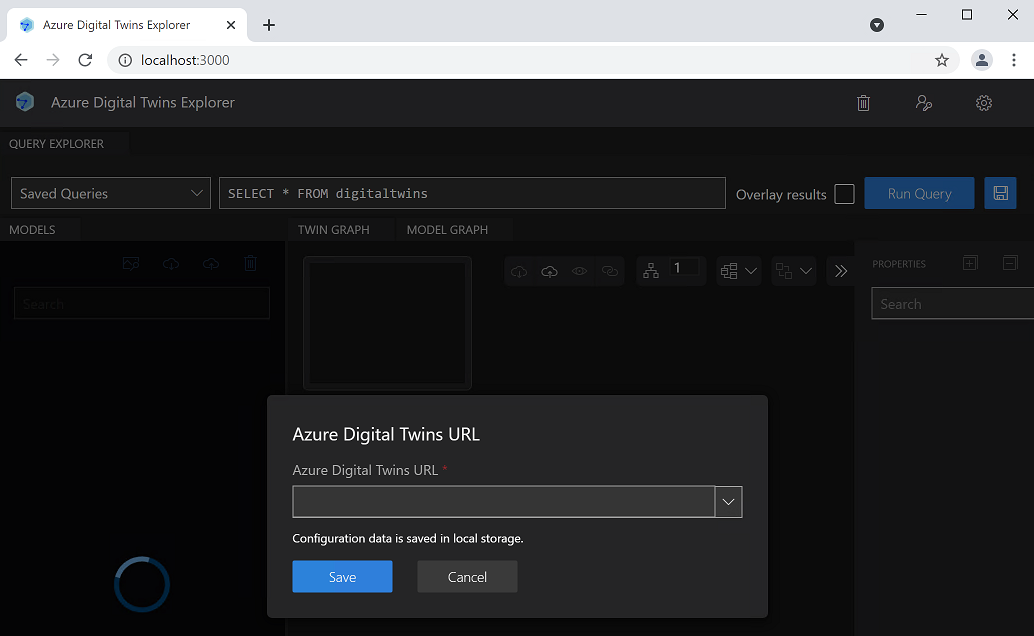 Azure Digital Twins Explorer
localhost:3000
Azure Digital Twins Explorer
QUERY EXPLORER
Saved Queries
SELECT * FROM digitaltwins
Overlay results
Run Query
MODELS
TWIN GRAPH
MODEL GRAPH
1
PROPERTIES
Search
Search
Azure Digital Twins URL
Azure Digital Twins URL *
Configuration data is saved in local storage.
Save
Cancel